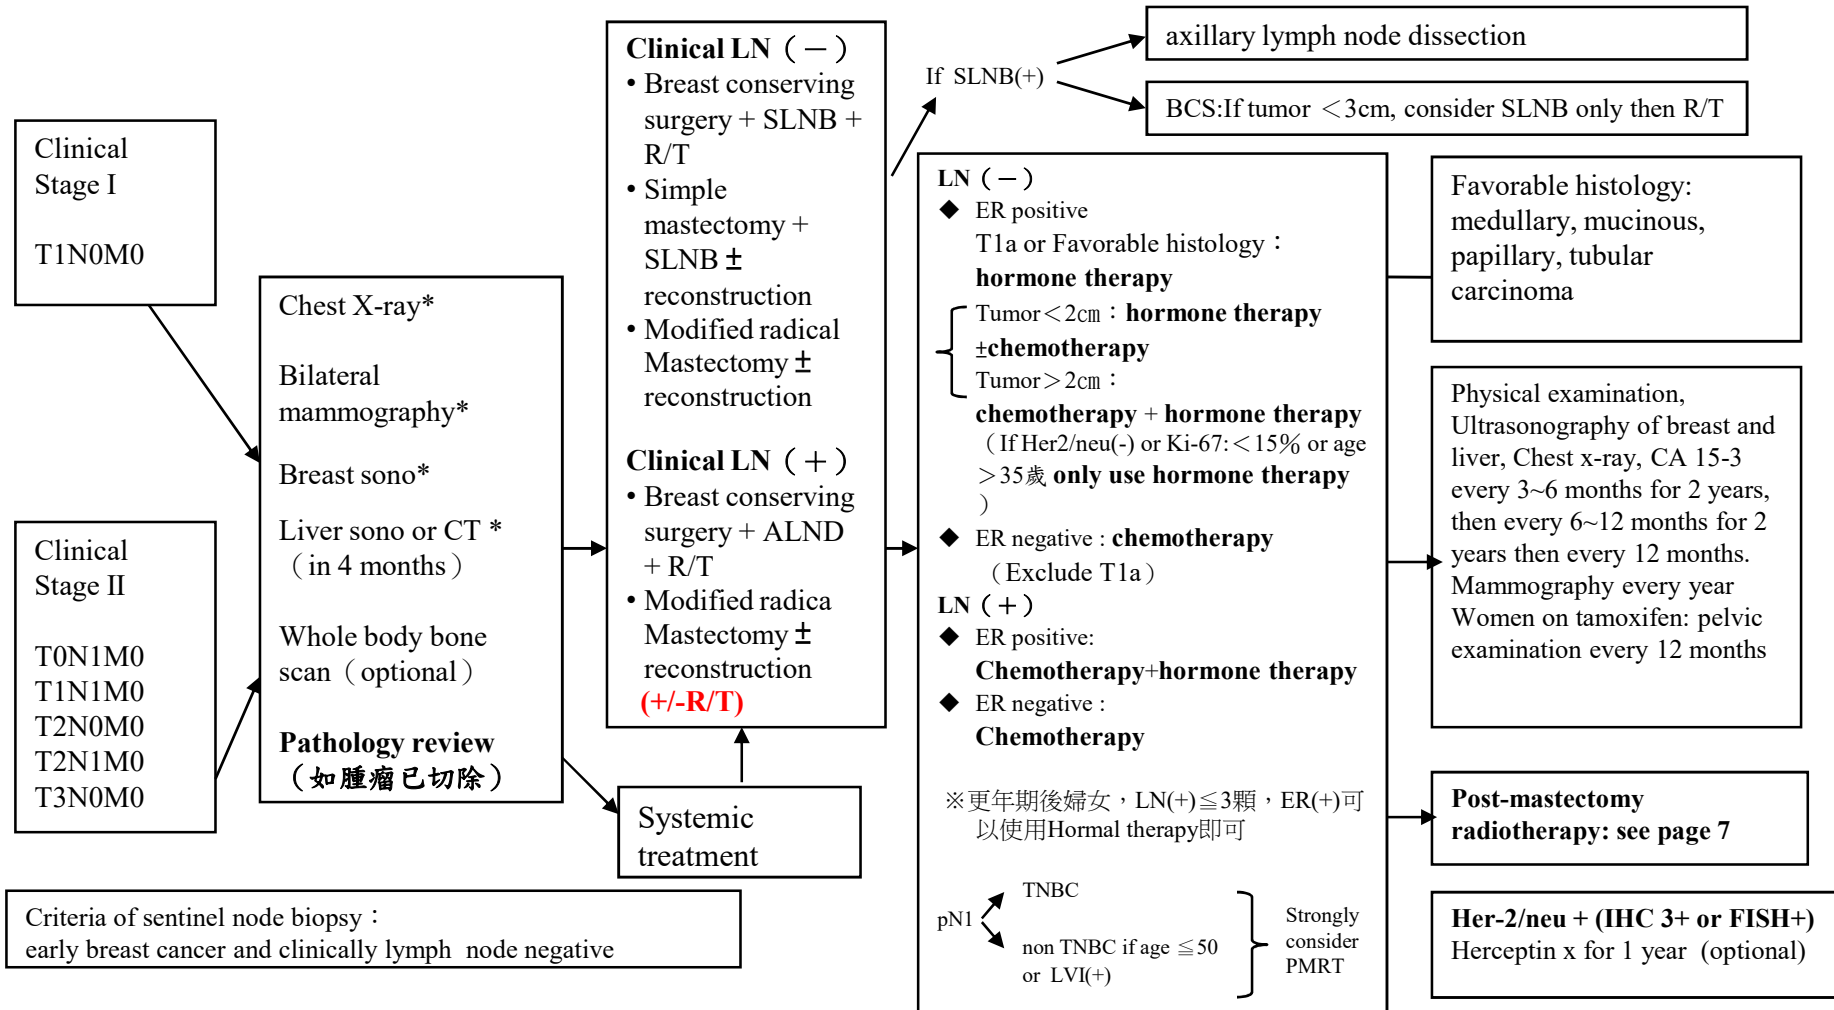 Clinical
Stage I
T1N0M0
Clinical
Stage II
T0N1M0
T1N1M0
T2N0M0
T2N1M0
T3N0M0
Chest X-ray*
Bilateral
mammography*
Breast sono*
Liver sono or CT *
（in 4 months）
Whole body bone
scan（optional）
Pathology review
（如腫瘤已切除）
Clinical LN（－）
• Breast conserving
surgery + SLNB +
R/T
• Simple
mastectomy +
SLNB ±
reconstruction
• Modified radical
Mastectomy ±
reconstruction
Clinical LN（＋）
• Breast conserving
surgery + ALND
+ R/T
• Modified radica
Mastectomy ±
reconstruction
(+/-R/T)
Systemic
treatment
Criteria of sentinel node biopsy：
early breast cancer and clinically lymph node negative
If SLNB(+)
axillary lymph node dissection
BCS:If tumor ＜3cm, consider SLNB only then R/T
LN（－）
◆ ER positive
T1a or Favorable histology：
hormone therapy
Tumor＜2㎝：hormone therapy
±chemotherapy
Tumor＞2㎝：
chemotherapy + hormone therapy
（If Her2/neu(-) or Ki-67:＜15％ or age
＞35歲 only use hormone therapy
）
◆ ER negative : chemotherapy
（Exclude T1a）
LN（＋）
◆ ER positive:
Chemotherapy+hormone therapy
◆ ER negative :
Chemotherapy
※更年期後婦女，LN(+)≦3顆，ER(+)可
以使用Hormal therapy即可
pN1
TNBC
non TNBC if age ≦50
or LVI(+)
Strongly
consider
PMRT
Favorable histology:
medullary, mucinous,
papillary, tubular
carcinoma
Physical examination,
Ultrasonography of breast and
liver, Chest x-ray, CA 15-3
every 3~6 months for 2 years,
then every 6~12 months for 2
years then every 12 months.
Mammography every year
Women on tamoxifen: pelvic
examination every 12 months
Post-mastectomy
radiotherapy: see page 7
Her-2/neu + (IHC 3+ or FISH+)
Herceptin x for 1 year (optional)